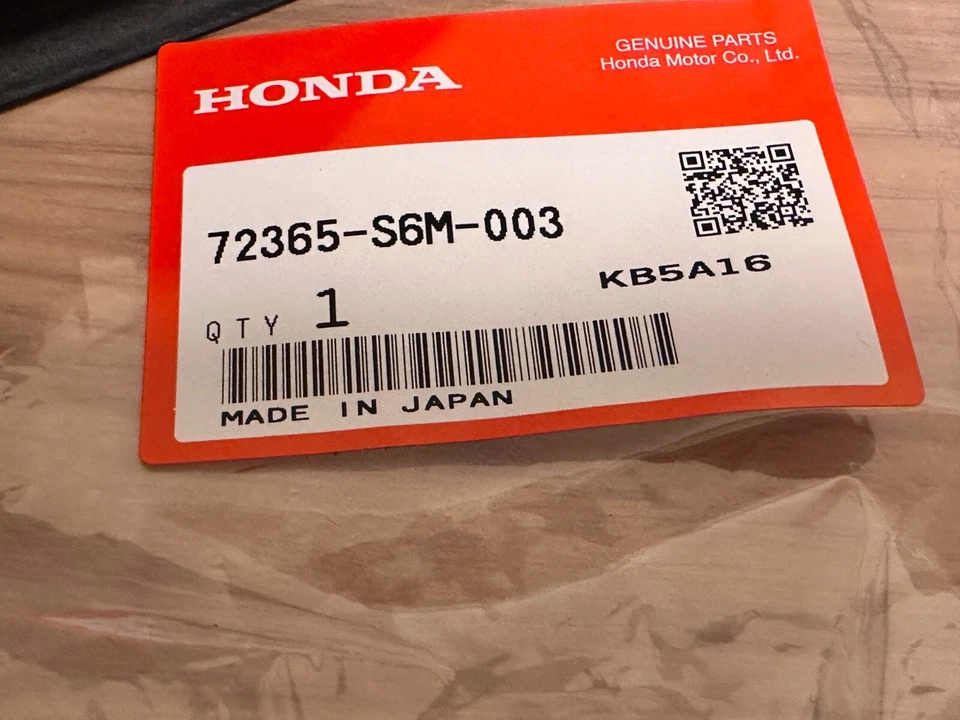 HONDA
GENUINE PARTS
Honda Motor Co., Ltd.
72365-S6M-003
KB5A16
QTY 1
MADE IN JAPAN